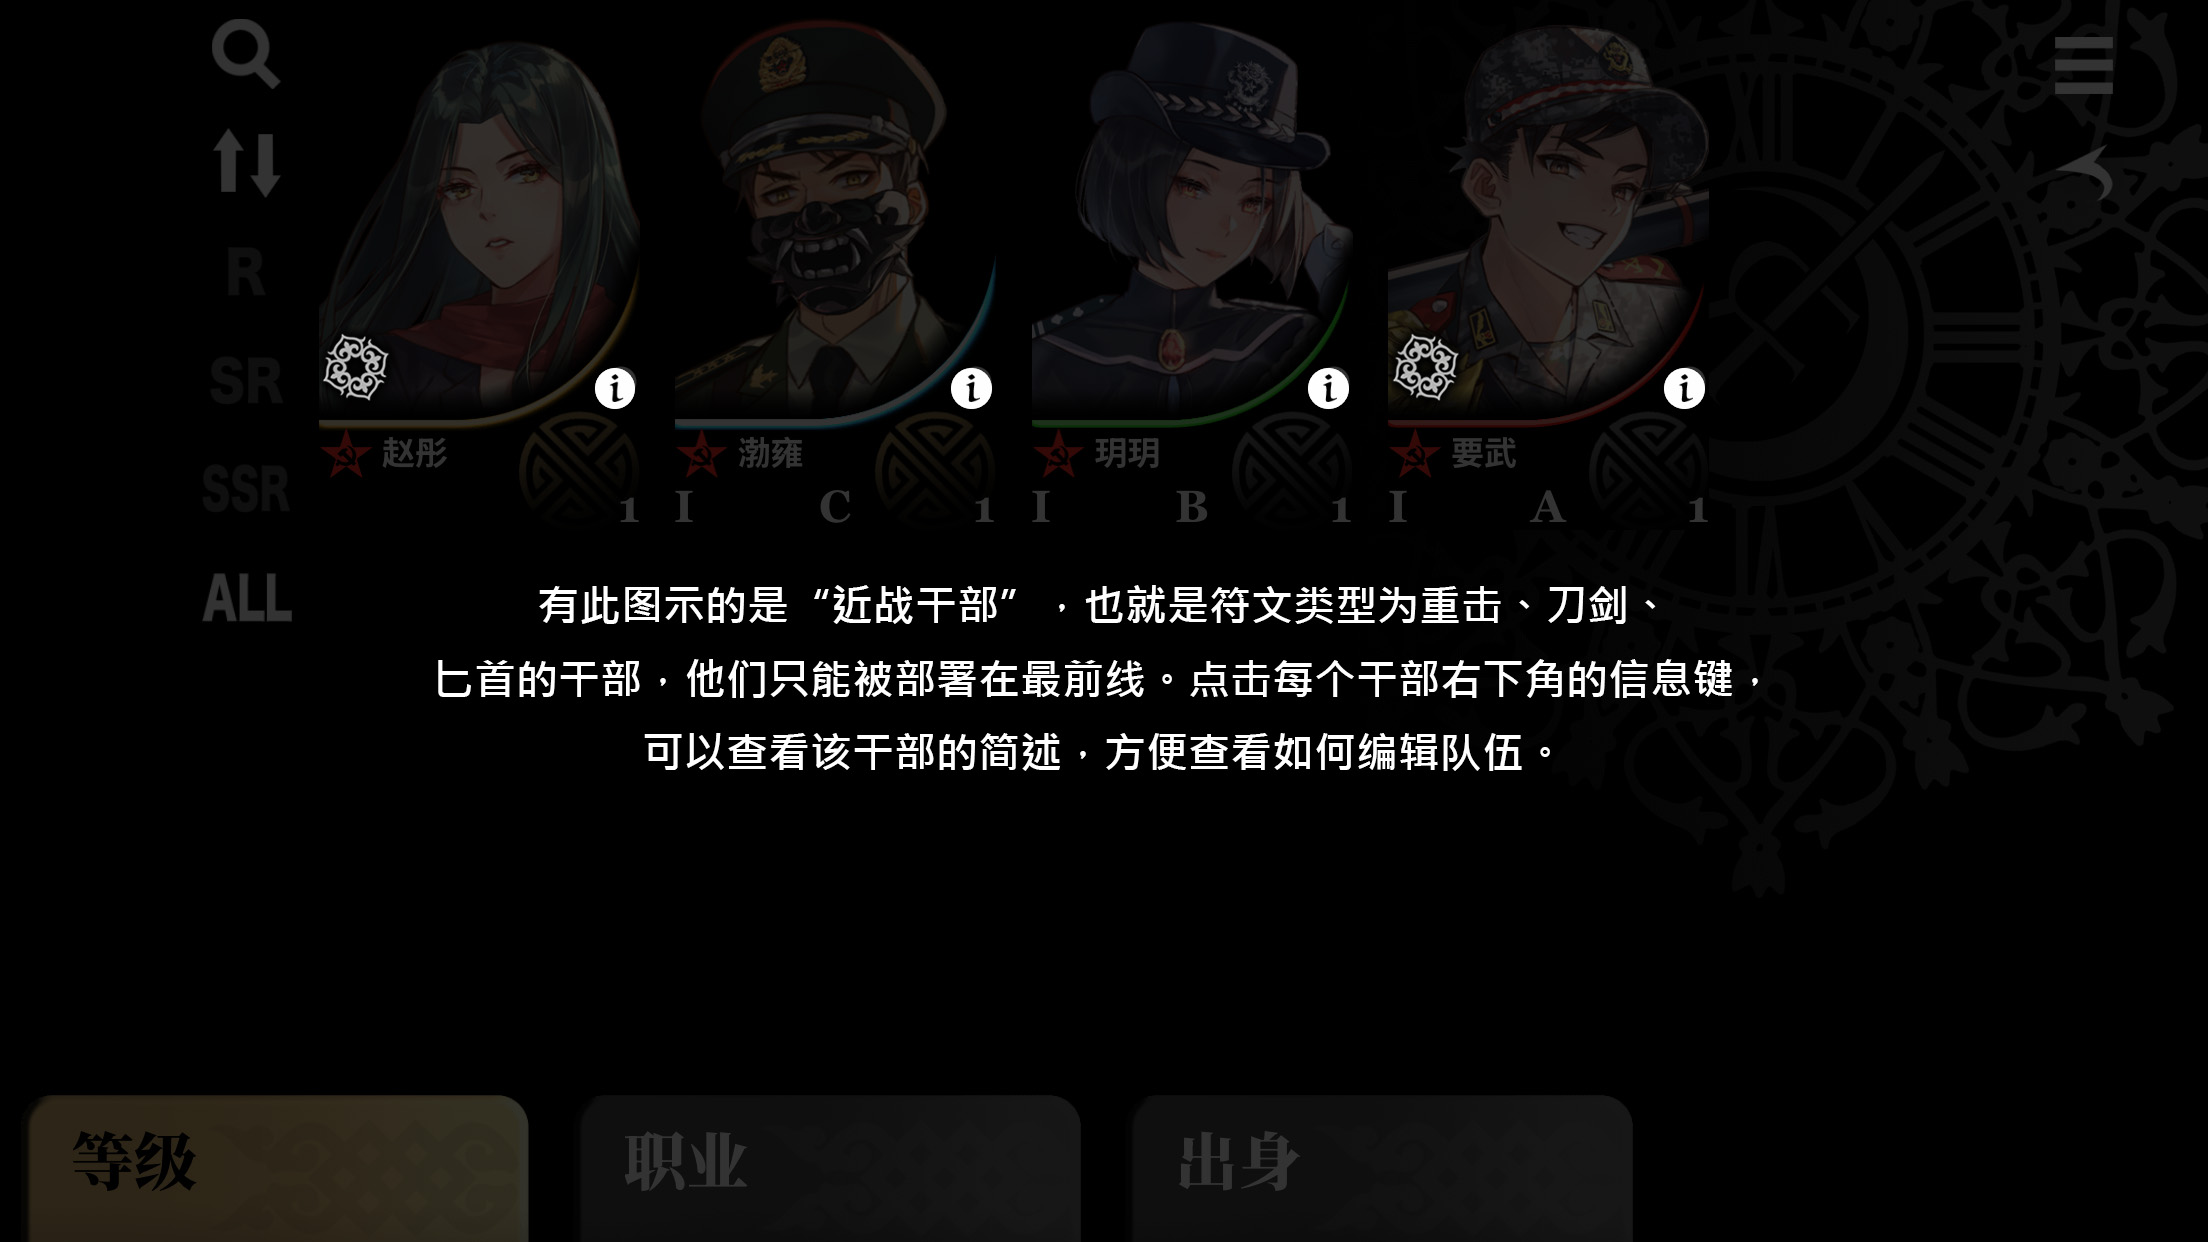 R
SR
SSR
ALL
i
i
i
i
赵彤
渤雍
玥玥
要武
1
I C 1
I B 1
I A 1
有此图示的是“近战干部”，也就是符文类型为重击、刀剑、
匕首的干部，他们只能被部署在最前线。点击每个干部右下角的信息键，
可以查看该干部的简述，方便查看如何编辑队伍。
等级
职业
出身